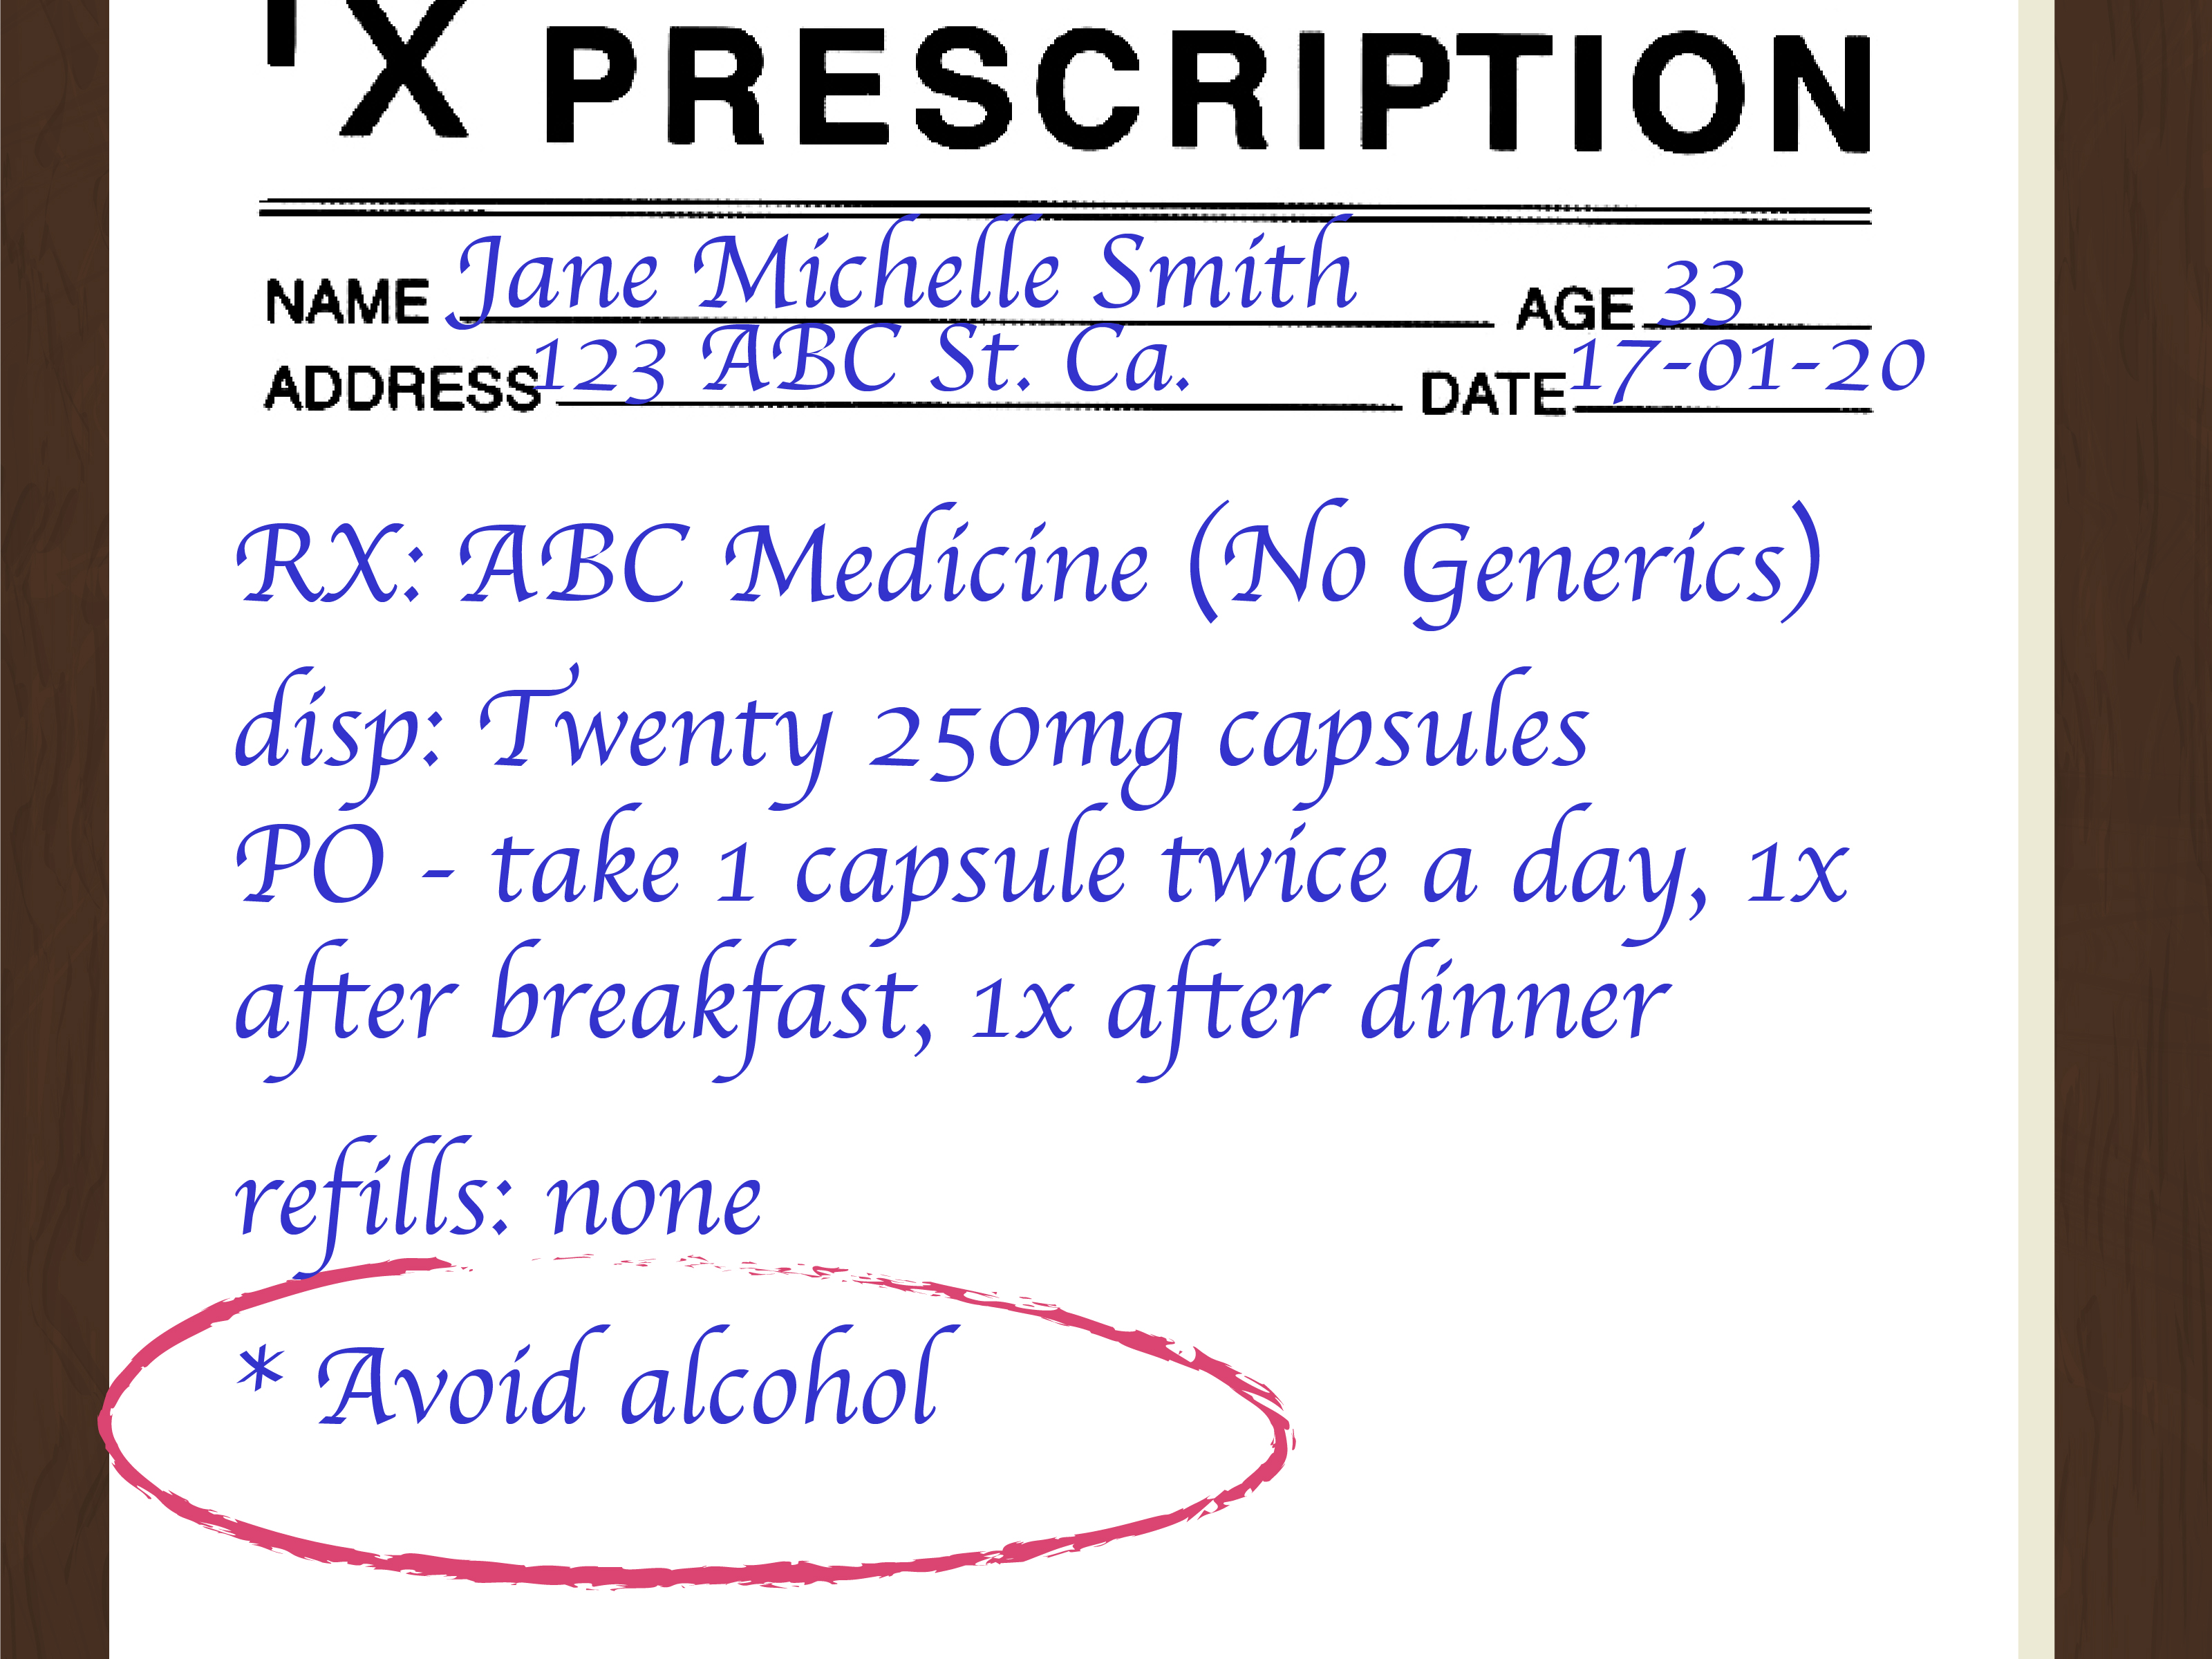 rX PRESCRIPTION
NAME Jane Michelle Smith AGE 33
ADDRESS 123 ABC St. Ca. DATE 17-01-20
RX: ABC Medicine (No Generics)
disp: Twenty 250mg capsules
PO - take 1 capsule twice a day, 1x
after breakfast, 1x after dinner
refills: none
* Avoid alcohol